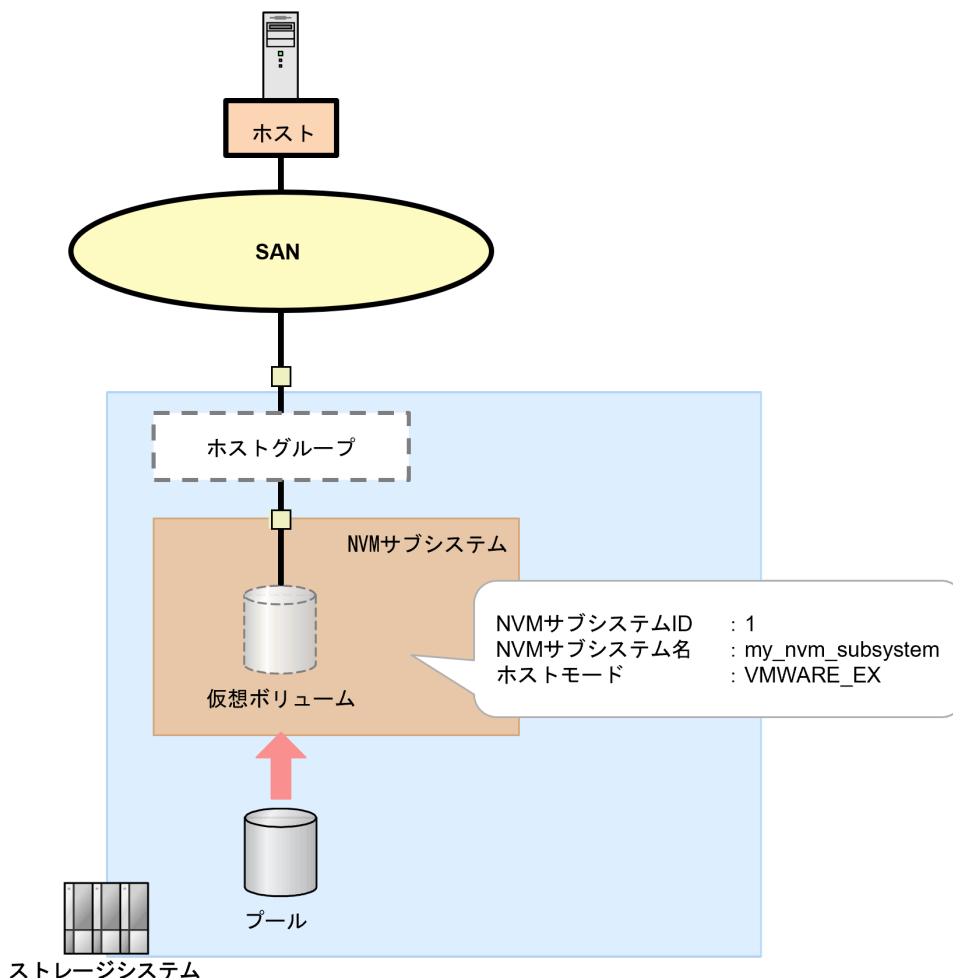 ホスト
SAN
ホストグループ
NVMサブシステム
NVMサブシステムID : 1
NVMサブシステム名 : my_nvm_subsystem
ホストモード : VMWARE_EX
仮想ボリューム
プール
ストレージシステム